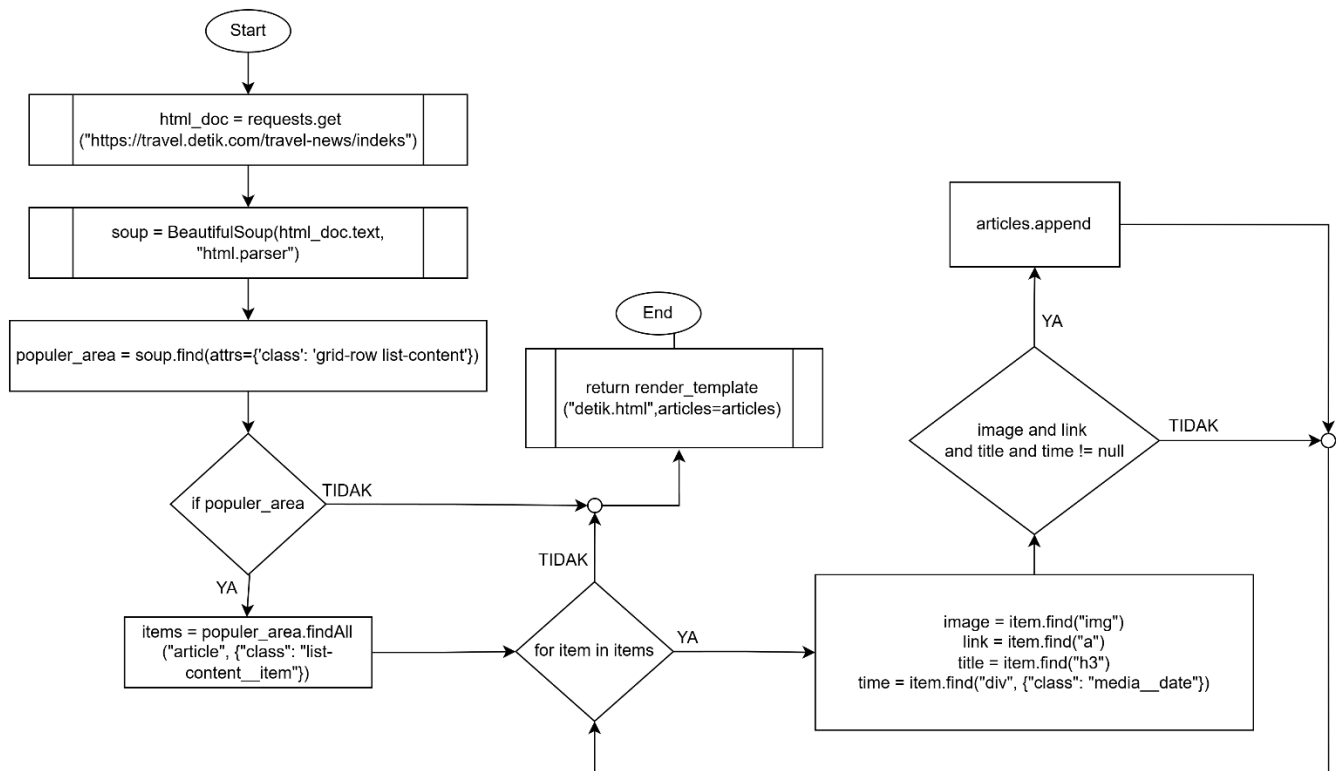 Start
html_doc = requests.get
("https://travel.detik.com/travel-news/indeks")
soup = BeautifulSoup(html_doc.text,
"html.parser")
populer_area = soup.find(attrs={'class': 'grid-row list-content'})
if populer_area
TIDAK
YA
items = populer_area.findAll
("article", {"class": "list-
content__item"})
for item in items
TIDAK
YA
End
return render_template
("detik.html",articles=articles)
image = item.find("img")
link = item.find("a")
title = item.find("h3")
time = item.find("div", {"class": "media__date"})
image and link
and title and time != null
TIDAK
YA
articles.append